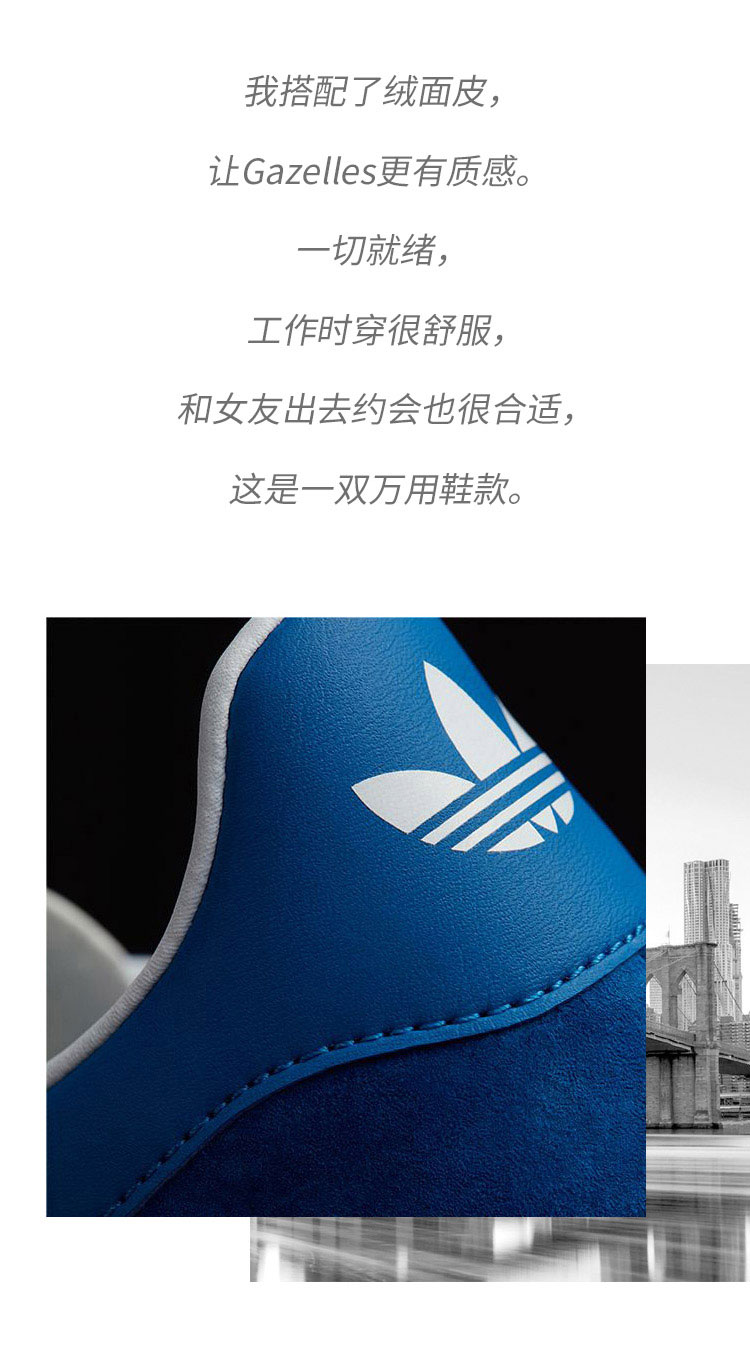 我搭配了绒面皮，
让Gazelles更有质感。
一切就绪，
工作时穿很舒服，
和女友出去约会也很合适，
这是一双万用鞋款。